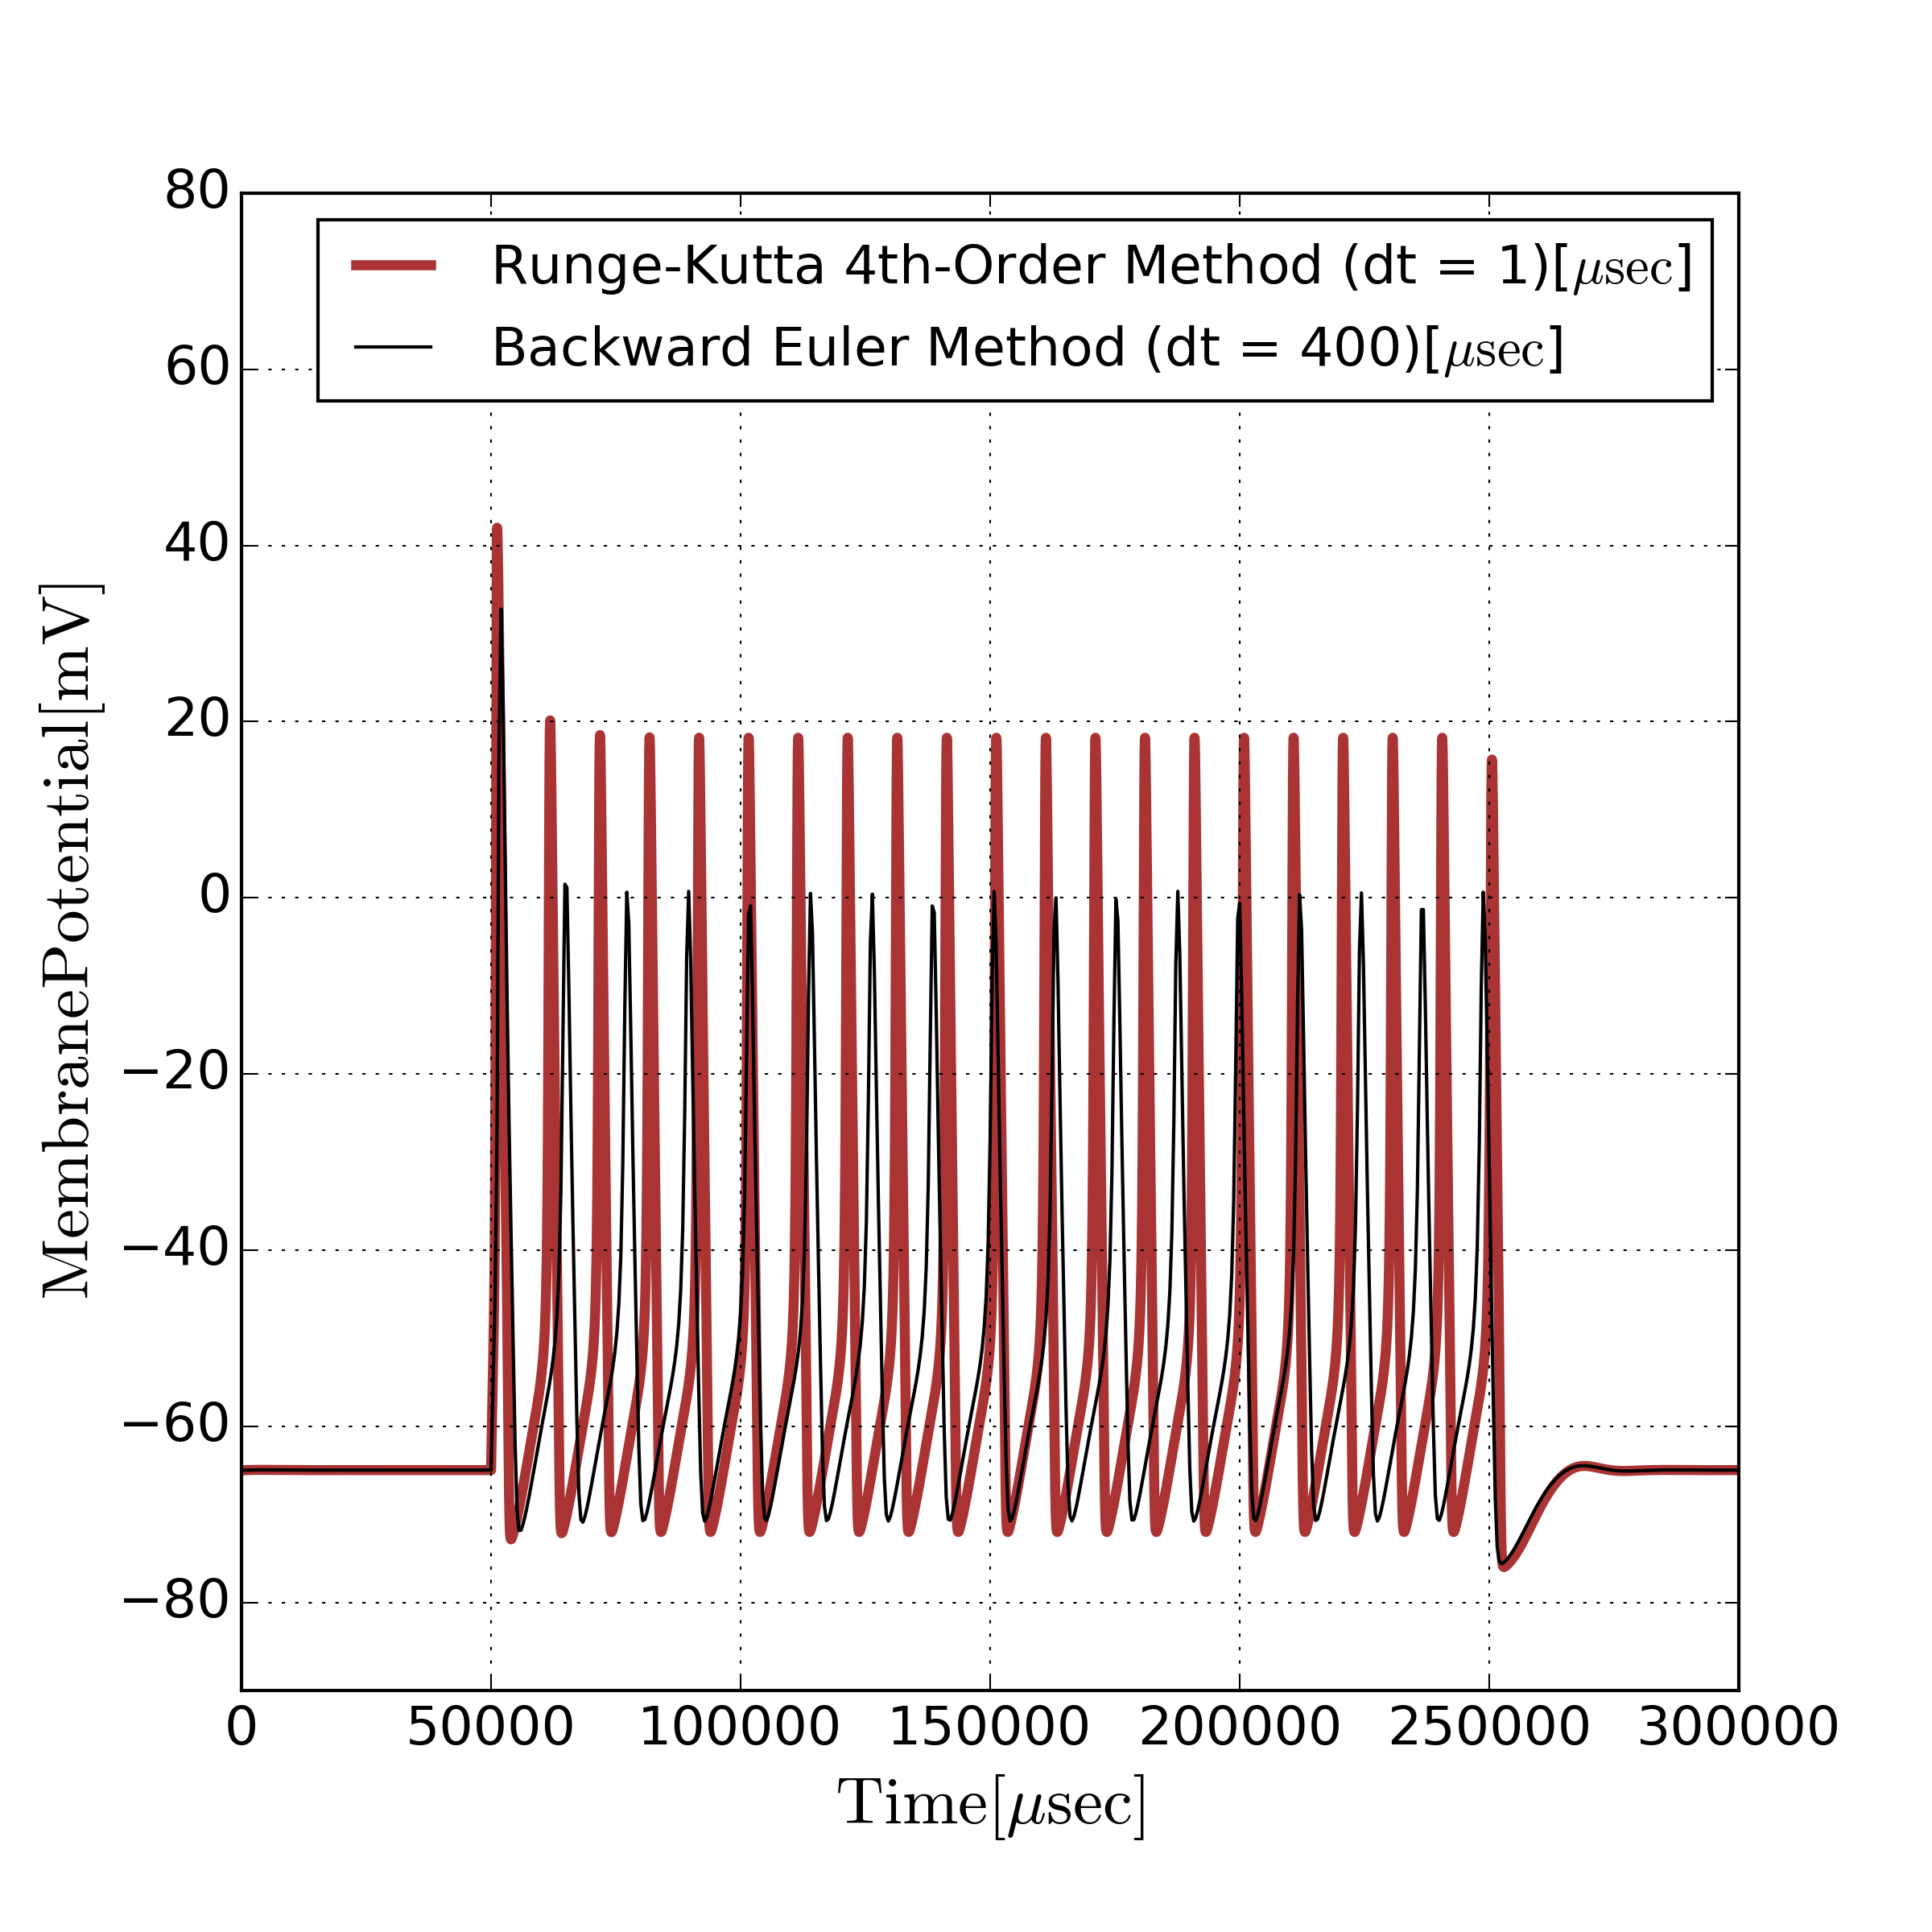 80
60
40
20
0
−20
−40
−60
−80
Runge-Kutta 4th-Order Method (dt = 1)[μsec]
Backward Euler Method (dt = 400)[μsec]
MembranePotential[mV]
0 50000 100000 150000 200000 250000 300000
Time[μsec]